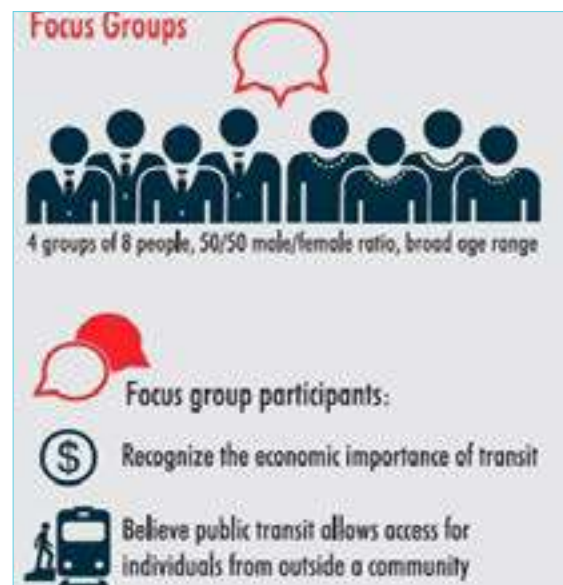 Focus Groups
4 groups of 8 people, 50/50 male/female ratio, broad age range
Focus group participants:
$
Recognize the economic importance of transit
Believe public transit allows access for
individuals from outside a community